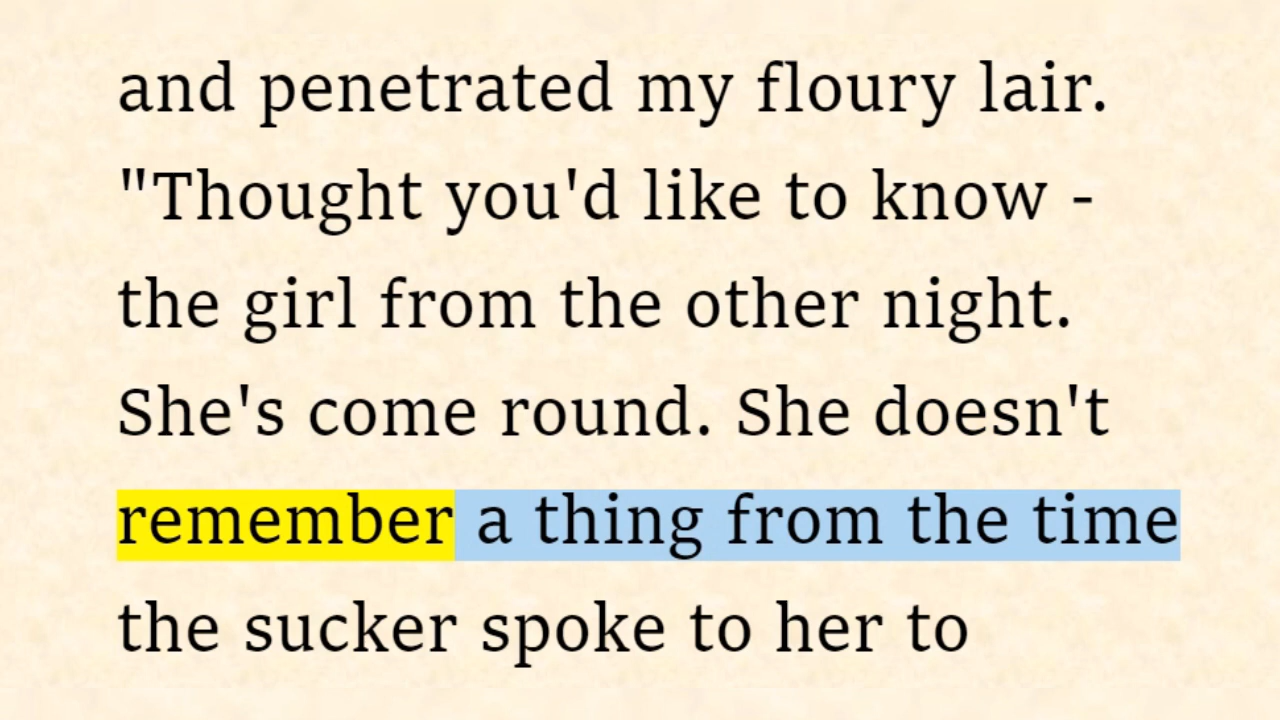 and penetrated my floury lair.
"Thought you'd like to know -
the girl from the other night.
She's come round. She doesn't
remember a thing from the time
the sucker spoke to her to